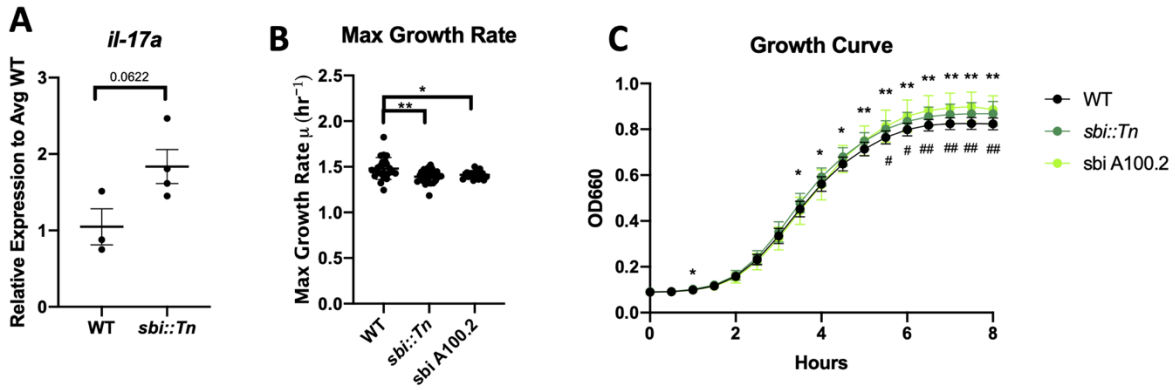 A
il-17a
Relative Expression to Avg WT
3
2
1
0
0.0622
WT
sbi::Tn
B
Max Growth Rate
Max Growth Rate μ (hr⁻¹)
2.5
2.0
1.5
1.0
0.5
0.0
*
**
WT
sbi::Tn
sbi A100.2
C
Growth Curve
OD660
1.0
0.8
0.6
0.4
0.2
0.0
* * * * * ** ** ** ** ** ** **
# # ## ## ## ##
0 2 4 6 8
Hours
WT
sbi::Tn
sbi A100.2